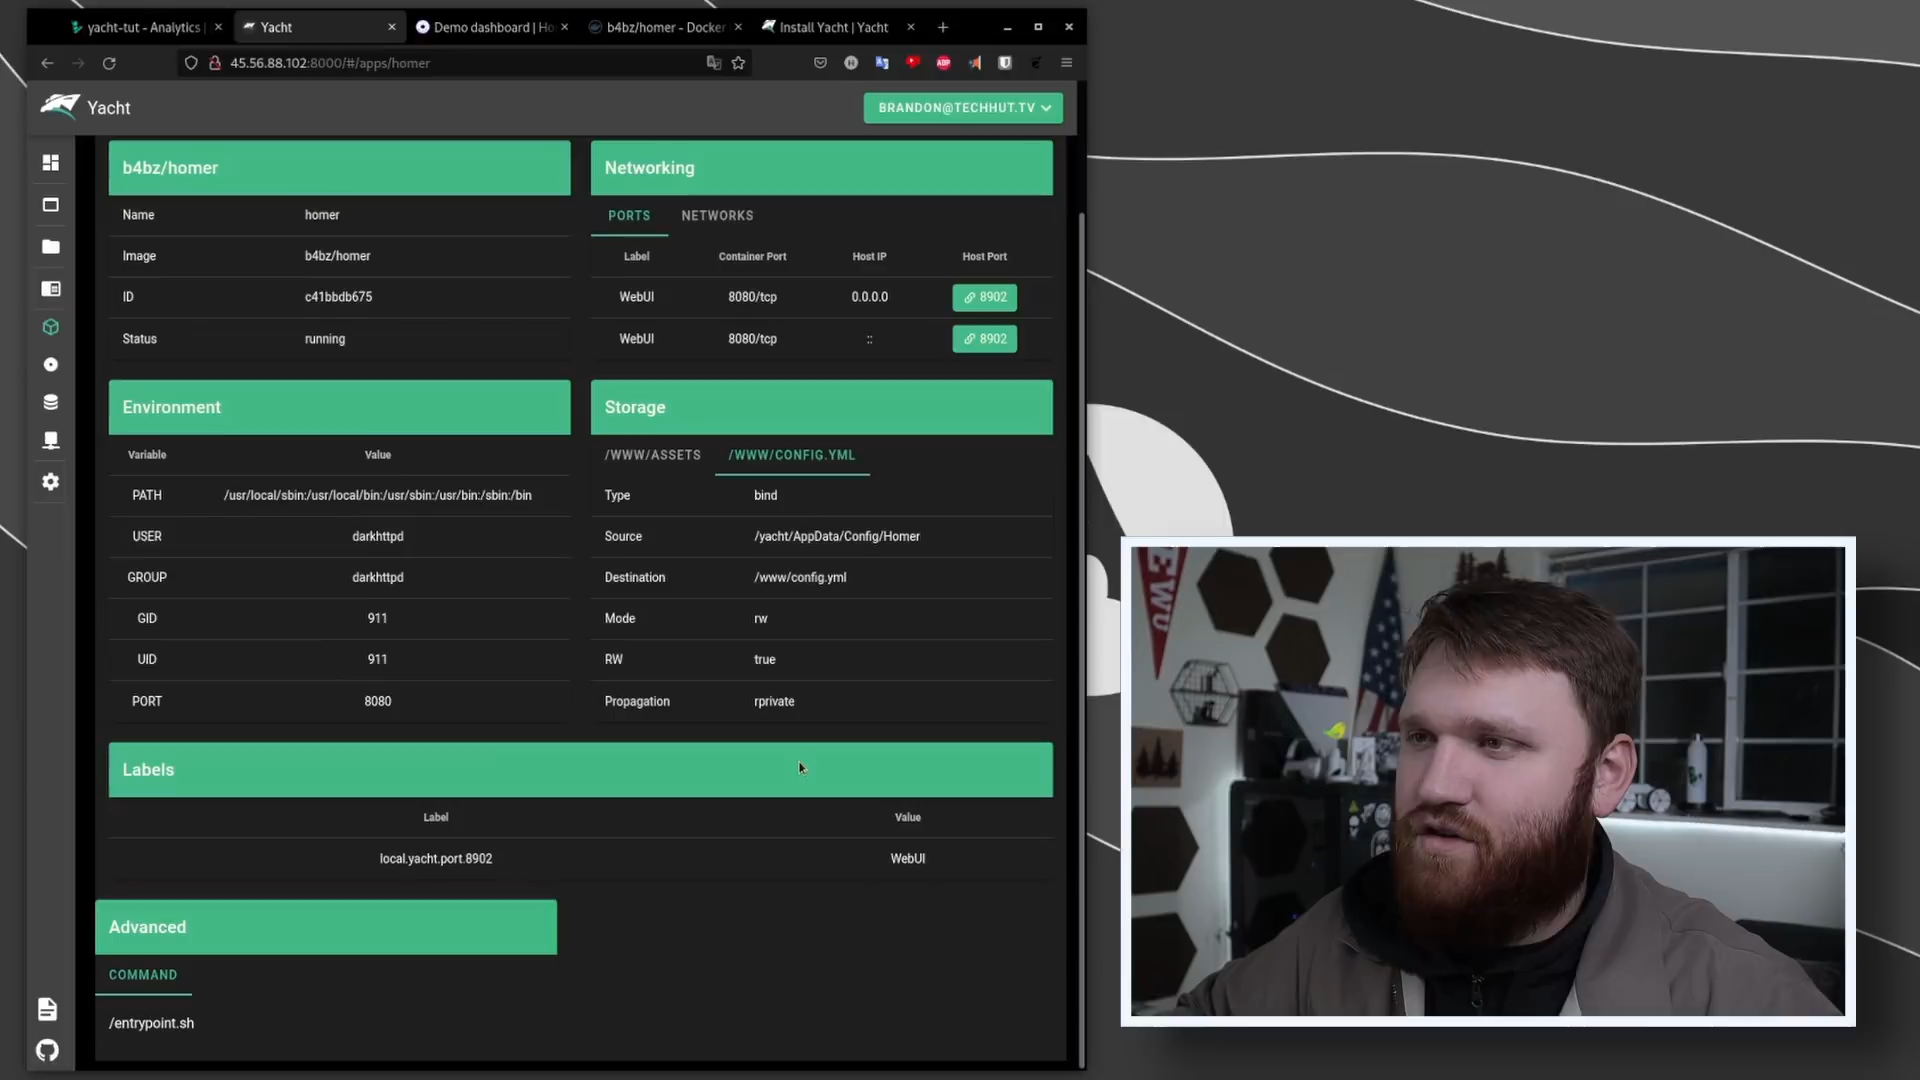 yacht-tut - Analytics
Yacht
Demo dashboard | Ho
b4bz/homer - Docker
Install Yacht | Yacht
45.56.88.102:8000/#/apps/homer
ABP
Yacht
BRANDON@TECHHUT.TV
b4bz/homer
Name homer
Image b4bz/homer
ID c41bbdb675
Status running
Networking
PORTS NETWORKS
Label Container Port Host IP Host Port
WebUI 8080/tcp 0.0.0.0 8902
WebUI 8080/tcp :: 8902
Environment
Variable Value
PATH /usr/local/sbin:/usr/local/bin:/usr/sbin:/usr/bin:/sbin:/bin
USER darkhttpd
GROUP darkhttpd
GID 911
UID 911
PORT 8080
Storage
/WWW/ASSETS /WWW/CONFIG.YML
Type bind
Source /yacht/AppData/Config/Homer
Destination /www/config.yml
Mode rw
RW true
Propagation rprivate
Labels
Label Value
local.yacht.port.8902 WebUI
Advanced
COMMAND
/entrypoint.sh
EWU